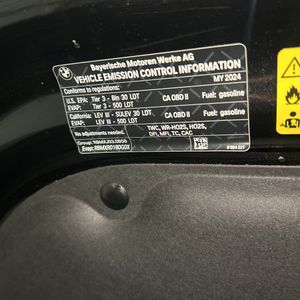 Bayerische Motoren Werke AG
VEHICLE EMISSION CONTROL INFORMATION
MY 2024
Conforms to regulations:
U.S. EPA: Tier 3 - Bin 30 LDT CA OBD II Fuel: gasoline
EVAP: Tier 3 - 500 LDT
California: LEV III - SULEV 30 LDT CA OBD II Fuel: gasoline
EVAP: LEV III - 500 LDT
No adjustments needed.
TWC, WR-HO2S, HO2S,
Group: DFI, MFI, TC, CAC
Evap: